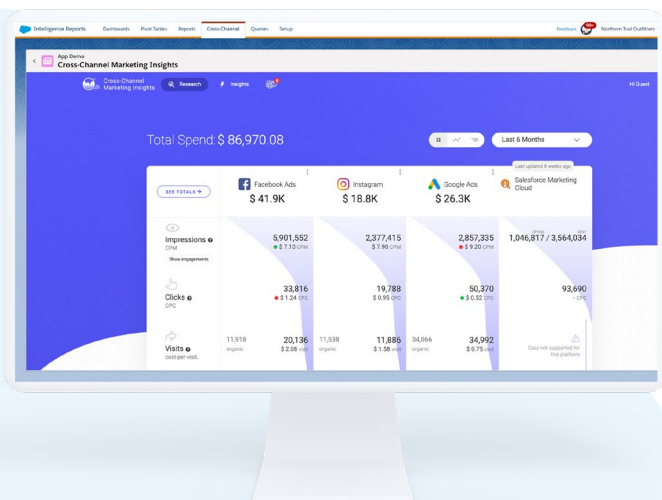 Intelligence Reports Dashboards Pivot Tables Reports Cross Channel Queries Setup Feedback 99+ Northern Trail Outfitters
App Demo
Cross-Channel Marketing Insights
Cross-Channel
Marketing Insights Research Insights Hi Guest
Total Spend: $ 86,970.08 Last 6 Months
Last updated 9 weeks ago
SEE TOTALS → Facebook Ads Instagram Google Ads Salesforce Marketing
Cloud
$ 41.9K $ 18.8K $ 26.3K
Impressions 5,901,552 2,377,415 2,857,335 1,046,817 / 3,564,034
CPM $ 7.10 CPM $ 7.90 CPM $ 9.20 CPM
Show engagements
Clicks 33,816 19,788 50,370 93,690
CPC $ 1.24 CPC $ 0.95 CPC $ 0.52 CPC - CPC
Visits 11,918 20,136 11,538 11,886 34,066 34,992
cost-per-visit. organic $ 2.08 visit organic $ 1.58 visit organic $ 0.75 visit
Data not supported for
this platform